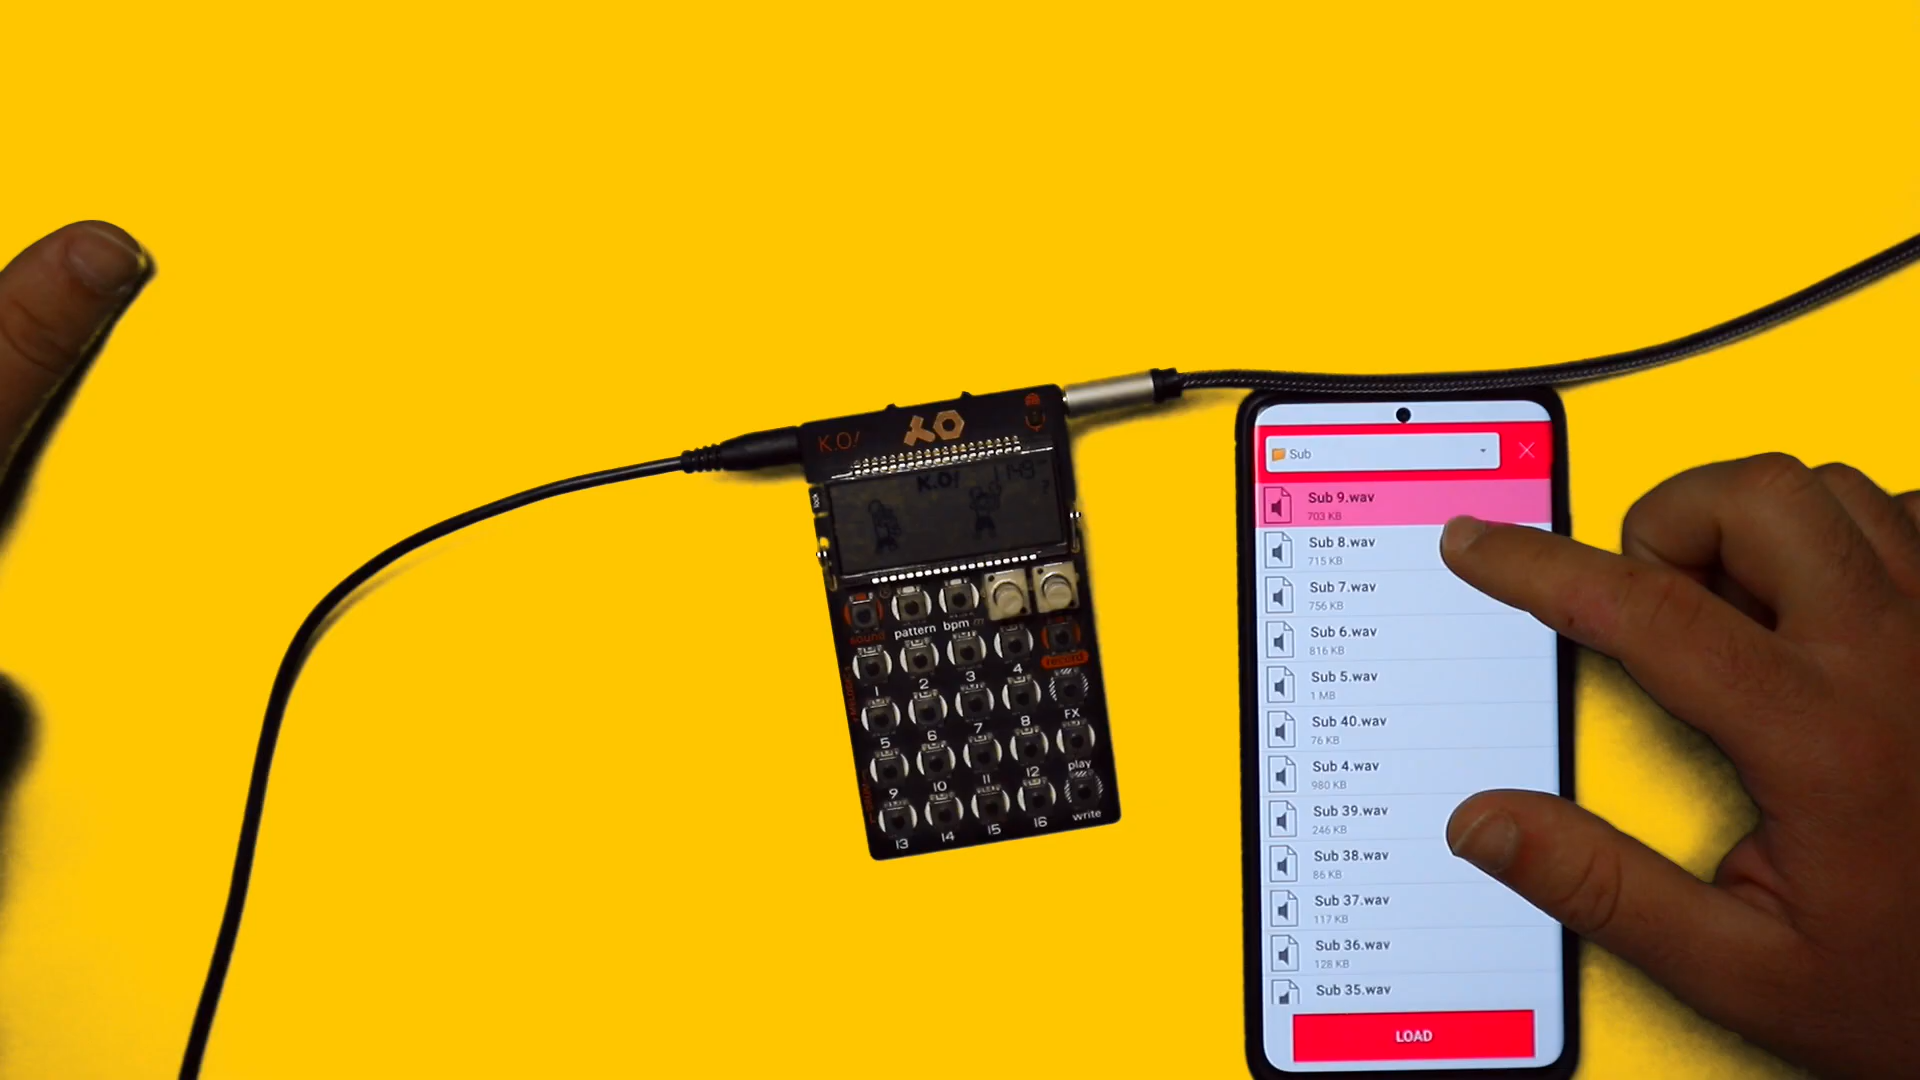 K.O!
K.O!
149
sound
pattern
bpm
record
1 2 3 4
5 6 7 8 FX
9 10 11 12 play
13 14 15 16 write
Sub
Sub 9.wav
703 KB
Sub 8.wav
715 KB
Sub 7.wav
756 KB
Sub 6.wav
816 KB
Sub 5.wav
1 MB
Sub 40.wav
76 KB
Sub 4.wav
980 KB
Sub 39.wav
246 KB
Sub 38.wav
86 KB
Sub 37.wav
117 KB
Sub 36.wav
128 KB
Sub 35.wav
LOAD